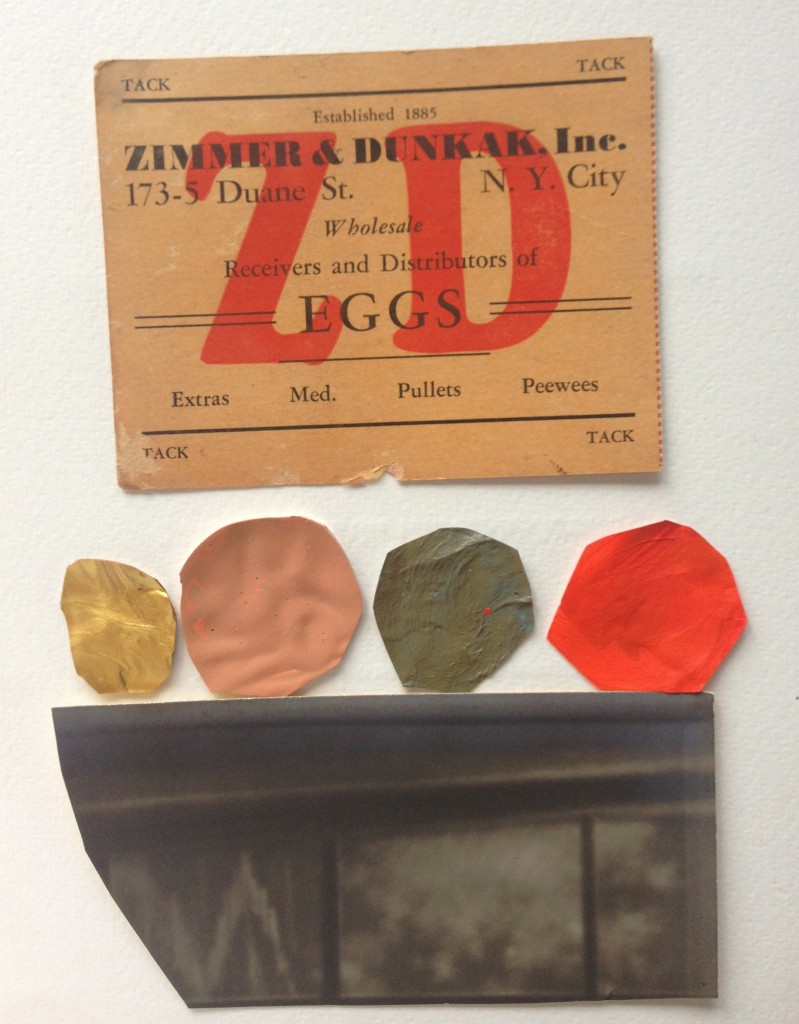 TACK TACK
Established 1885
ZIMMER & DUNKAK, Inc.
173-5 Duane St. N. Y. City
ZD
Wholesale
Receivers and Distributors of
EGGS
Extras Med. Pullets Peewees
TACK TACK